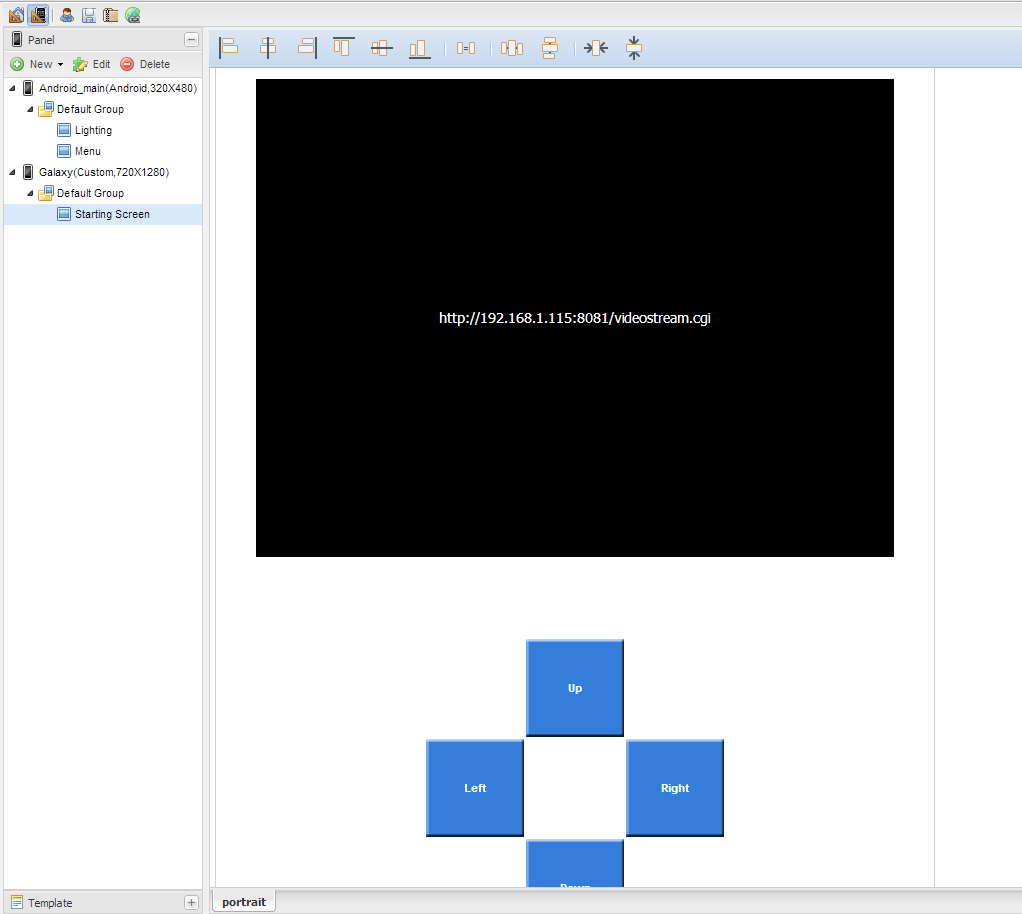 Panel
New Edit Delete
Android_main(Android,320X480)
Default Group
Lighting
Menu
Galaxy(Custom,720X1280)
Default Group
Starting Screen
Template
http://192.168.1.115:8081/videostream.cgi
Up
Left
Right
Down
portrait